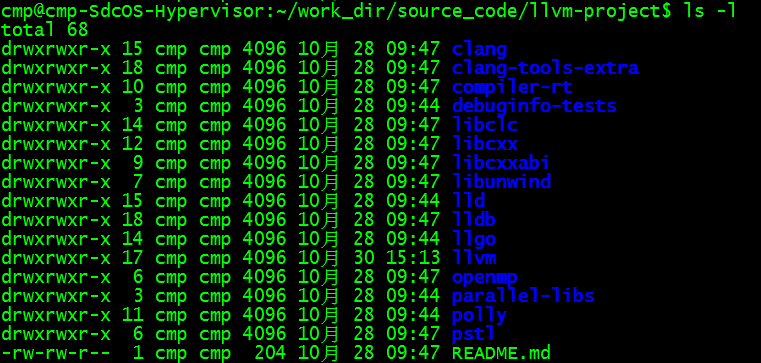 cmp@cmp-SdcOS-Hypervisor:~/work_dir/source_code/llvm-project$ ls -l
total 68
drwxrwxr-x 15 cmp cmp 4096 10月 28 09:47 clang
drwxrwxr-x 18 cmp cmp 4096 10月 28 09:47 clang-tools-extra
drwxrwxr-x 10 cmp cmp 4096 10月 28 09:47 compiler-rt
drwxrwxr-x  3 cmp cmp 4096 10月 28 09:44 debuginfo-tests
drwxrwxr-x 14 cmp cmp 4096 10月 28 09:47 libclc
drwxrwxr-x 12 cmp cmp 4096 10月 28 09:47 libcxx
drwxrwxr-x  9 cmp cmp 4096 10月 28 09:47 libcxxabi
drwxrwxr-x  7 cmp cmp 4096 10月 28 09:47 libunwind
drwxrwxr-x 15 cmp cmp 4096 10月 28 09:44 lld
drwxrwxr-x 18 cmp cmp 4096 10月 28 09:47 lldb
drwxrwxr-x 14 cmp cmp 4096 10月 28 09:44 llgo
drwxrwxr-x 17 cmp cmp 4096 10月 30 15:13 llvm
drwxrwxr-x  6 cmp cmp 4096 10月 28 09:47 openmp
drwxrwxr-x  3 cmp cmp 4096 10月 28 09:44 parallel-libs
drwxrwxr-x 11 cmp cmp 4096 10月 28 09:44 polly
drwxrwxr-x  6 cmp cmp 4096 10月 28 09:47 pstl
-rw-rw-r--  1 cmp cmp  204 10月 28 09:47 README.md